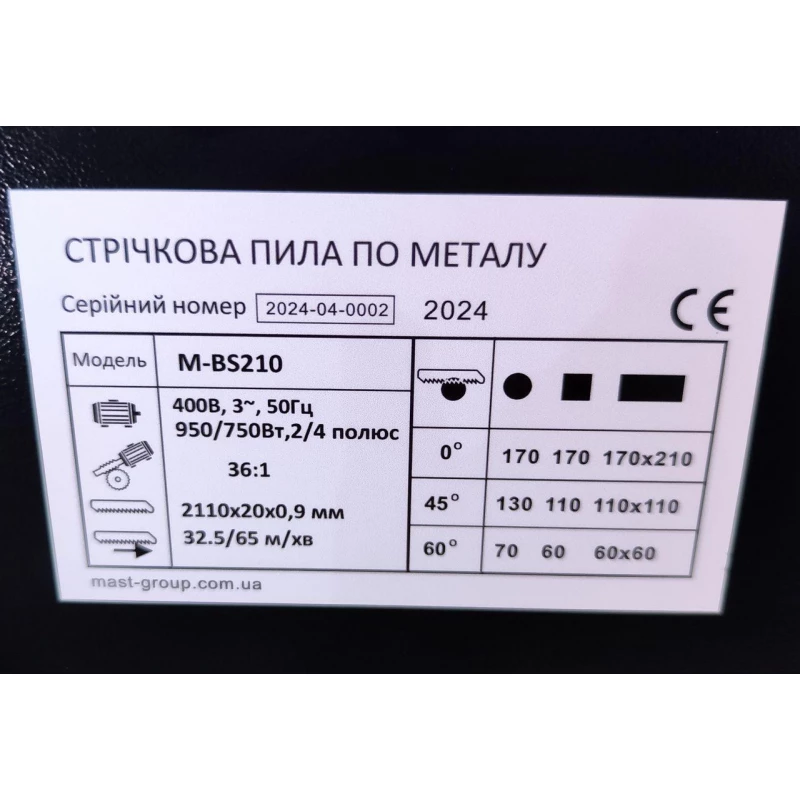 СТРІЧКОВА ПИЛА ПО МЕТАЛУ
Серійний номер 2024-04-0002 2024 CE
Модель M-BS210
400В, 3~, 50Гц
950/750Вт,2/4 полюс
36:1
2110x20x0,9 мм
32.5/65 м/хв
0° 170 170 170x210
45° 130 110 110x110
60° 70 60 60x60
mast-group.com.ua